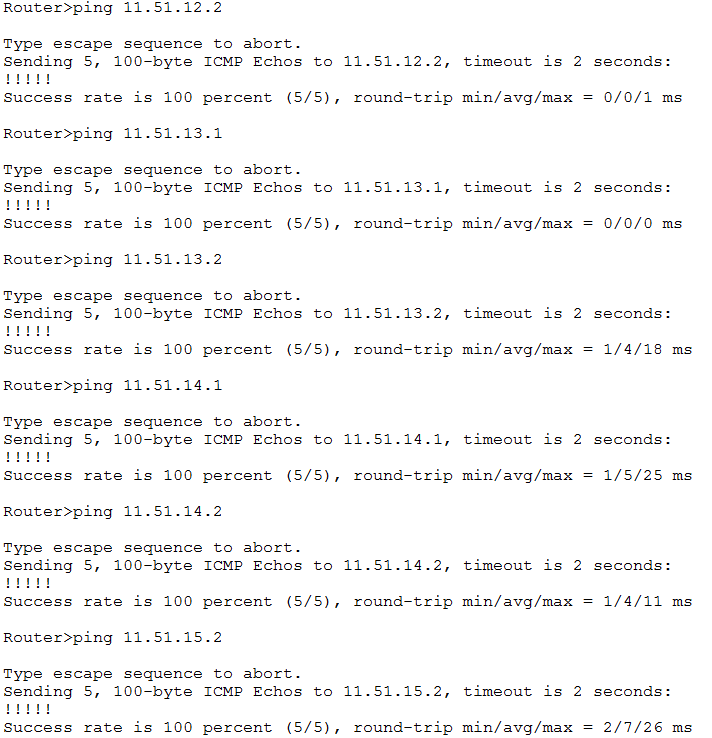 Router>ping 11.51.12.2
Type escape sequence to abort.
Sending 5, 100-byte ICMP Echos to 11.51.12.2, timeout is 2 seconds:
!!!!!
Success rate is 100 percent (5/5), round-trip min/avg/max = 0/0/1 ms
Router>ping 11.51.13.1
Type escape sequence to abort.
Sending 5, 100-byte ICMP Echos to 11.51.13.1, timeout is 2 seconds:
!!!!!
Success rate is 100 percent (5/5), round-trip min/avg/max = 0/0/0 ms
Router>ping 11.51.13.2
Type escape sequence to abort.
Sending 5, 100-byte ICMP Echos to 11.51.13.2, timeout is 2 seconds:
!!!!!
Success rate is 100 percent (5/5), round-trip min/avg/max = 1/4/18 ms
Router>ping 11.51.14.1
Type escape sequence to abort.
Sending 5, 100-byte ICMP Echos to 11.51.14.1, timeout is 2 seconds:
!!!!!
Success rate is 100 percent (5/5), round-trip min/avg/max = 1/5/25 ms
Router>ping 11.51.14.2
Type escape sequence to abort.
Sending 5, 100-byte ICMP Echos to 11.51.14.2, timeout is 2 seconds:
!!!!!
Success rate is 100 percent (5/5), round-trip min/avg/max = 1/4/11 ms
Router>ping 11.51.15.2
Type escape sequence to abort.
Sending 5, 100-byte ICMP Echos to 11.51.15.2, timeout is 2 seconds:
!!!!!
Success rate is 100 percent (5/5), round-trip min/avg/max = 2/7/26 ms